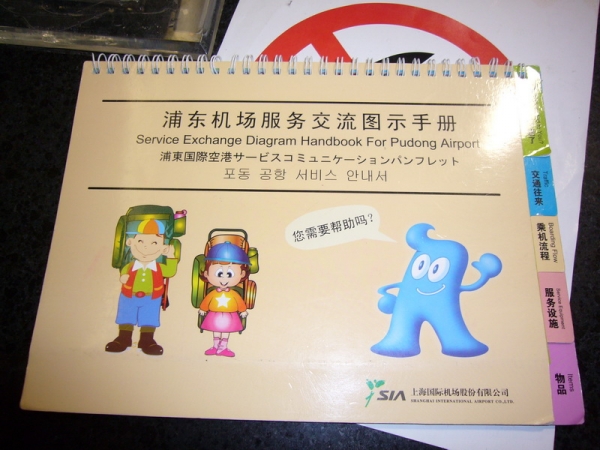 浦东机场服务交流图示手册
Service Exchange Diagram Handbook For Pudong Airport
浦東国際空港サービスコミュニケーションパンフレット
포동 공항 서비스 안내서
您需要帮助吗?
SIA 上海国际机场股份有限公司
SHANGHAI INTERNATIONAL AIRPORT CO.,LTD.
Traffic
交通往来
Boarding Flow
乘机流程
服务设施
Items
物品